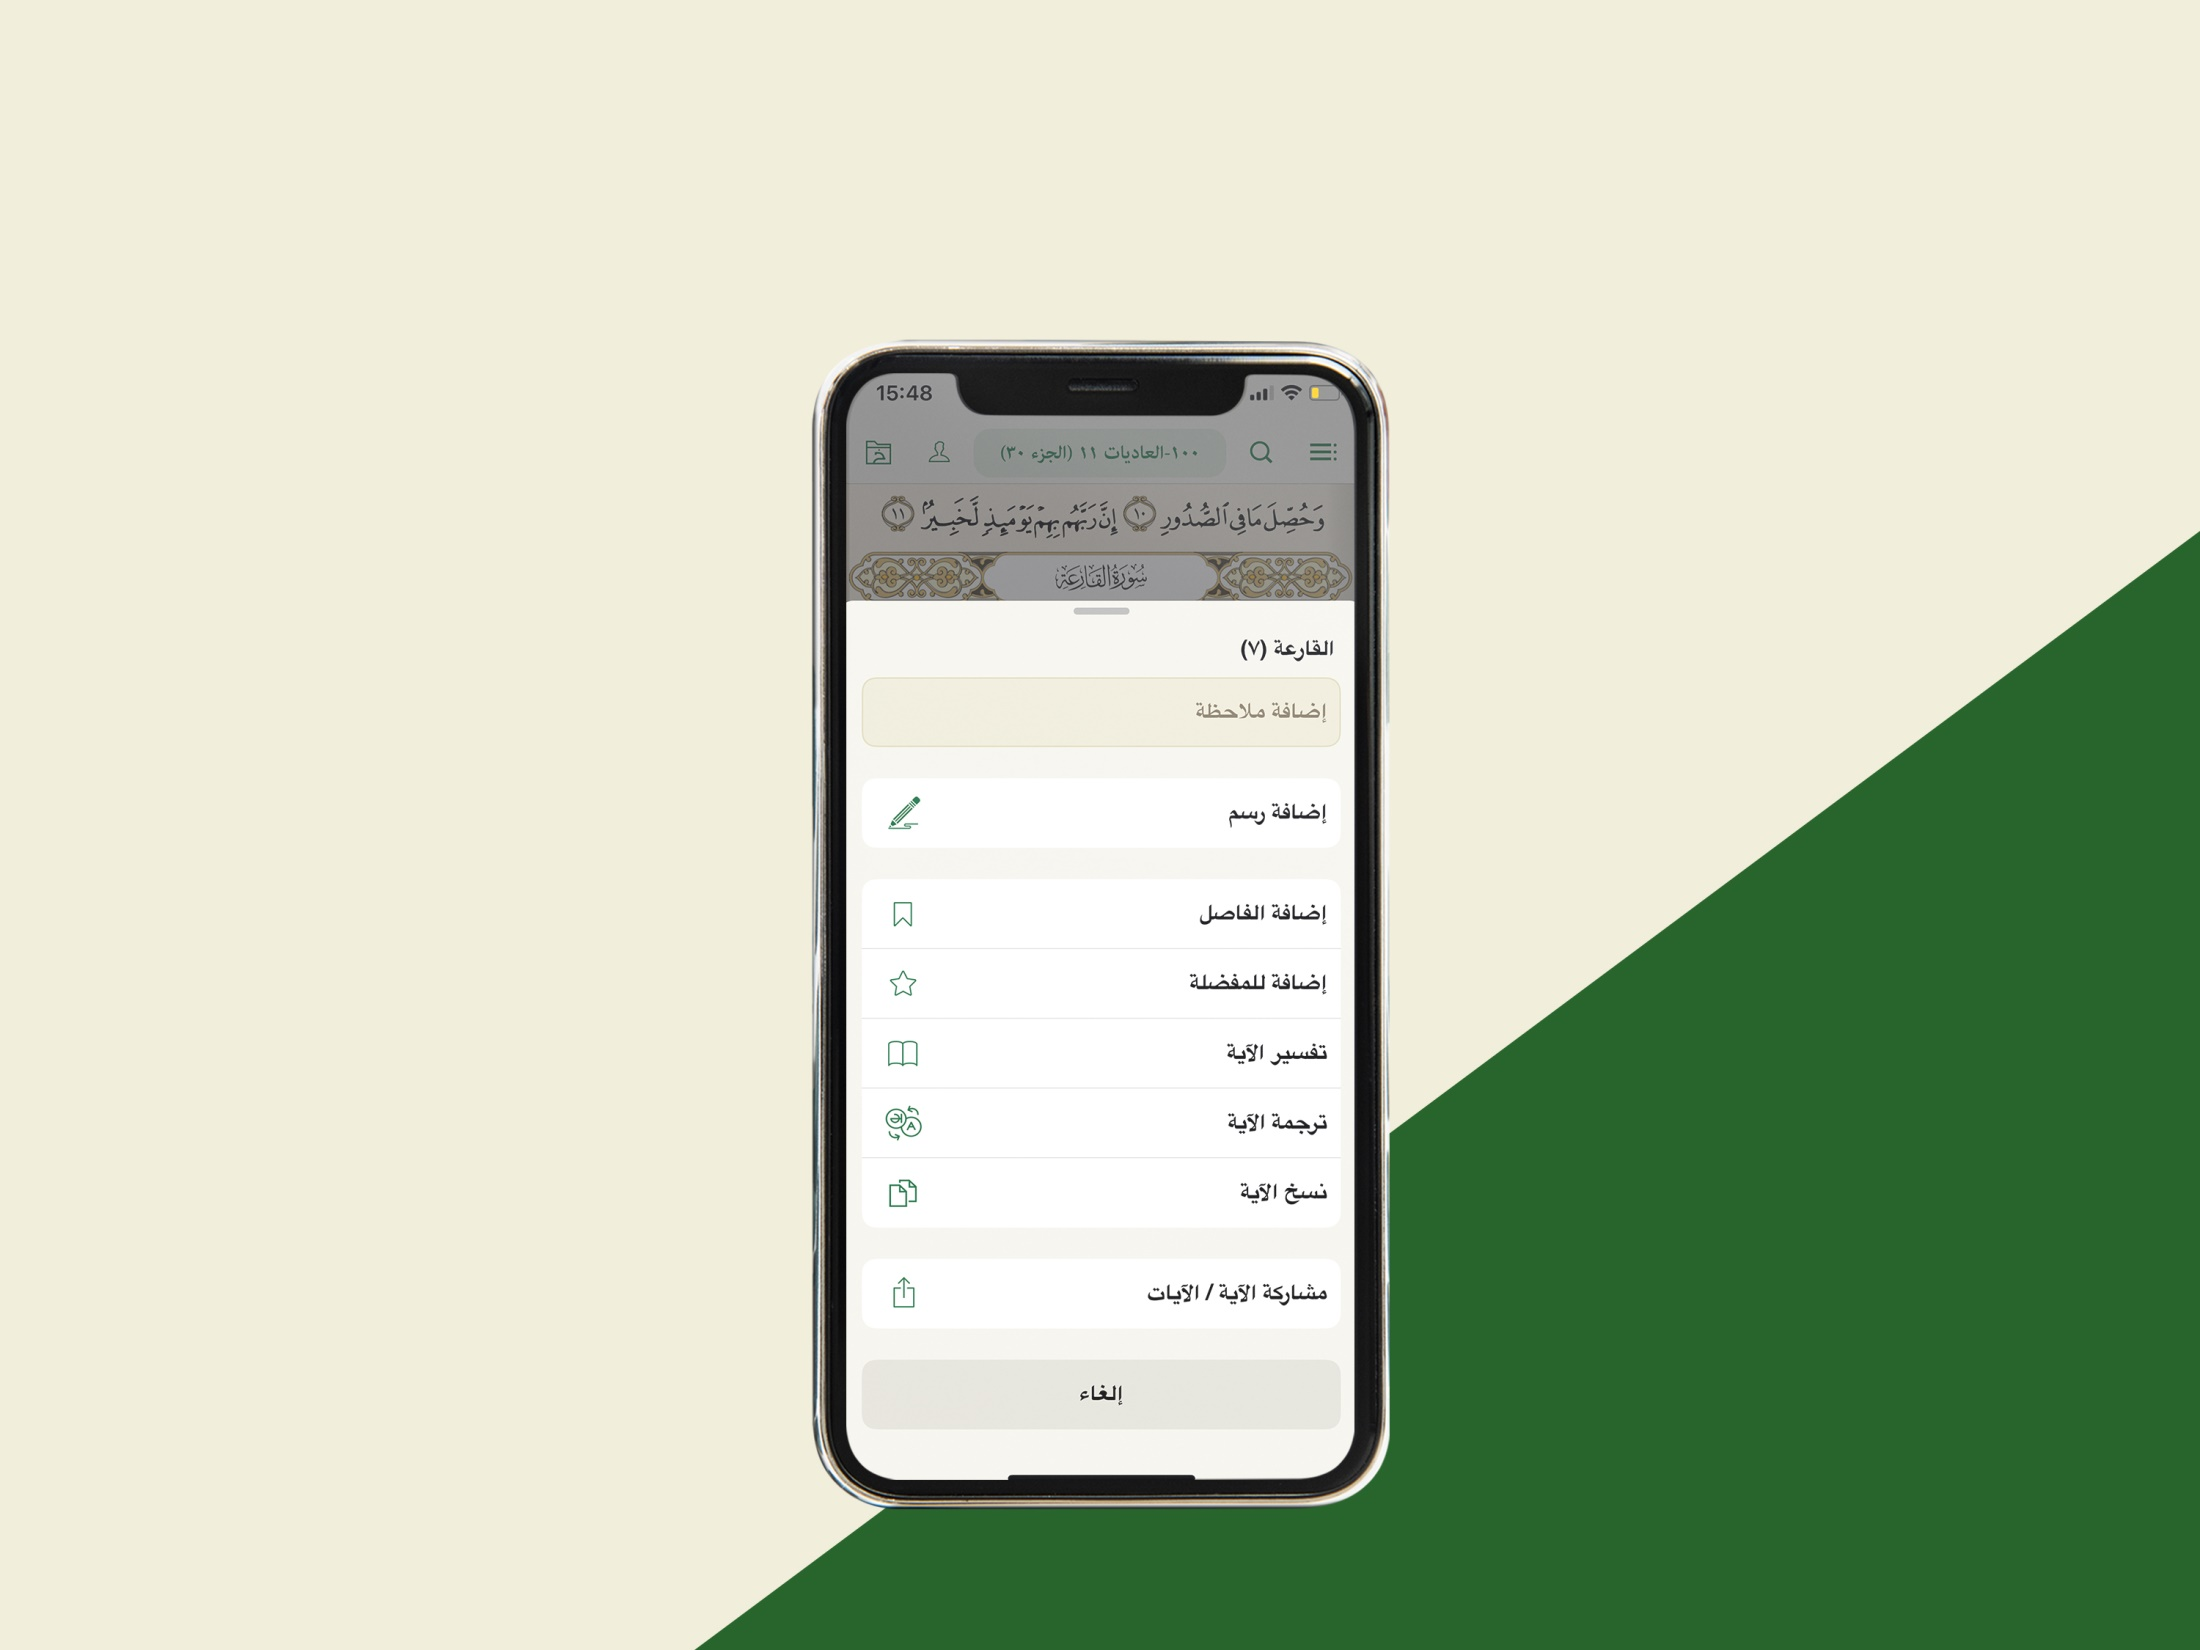 15:48
١٠٠-العاديات ١١ (الجزء ٣٠)
وَحُصِّلَ مَا فِى ٱلصُّدُورِ ١٠ إِنَّ رَبَّهُم بِهِمْ يَوْمَئِذٍ لَّخَبِيرٌۢ ١١
سُورَةُ القَارِعَةِ
القارعة (٧)
إضافة ملاحظة
إضافة رسم
إضافة الفاصل
إضافة للمفضلة
تفسير الآية
ترجمة الآية
نسخ الآية
مشاركة الآية / الآيات
إلغاء